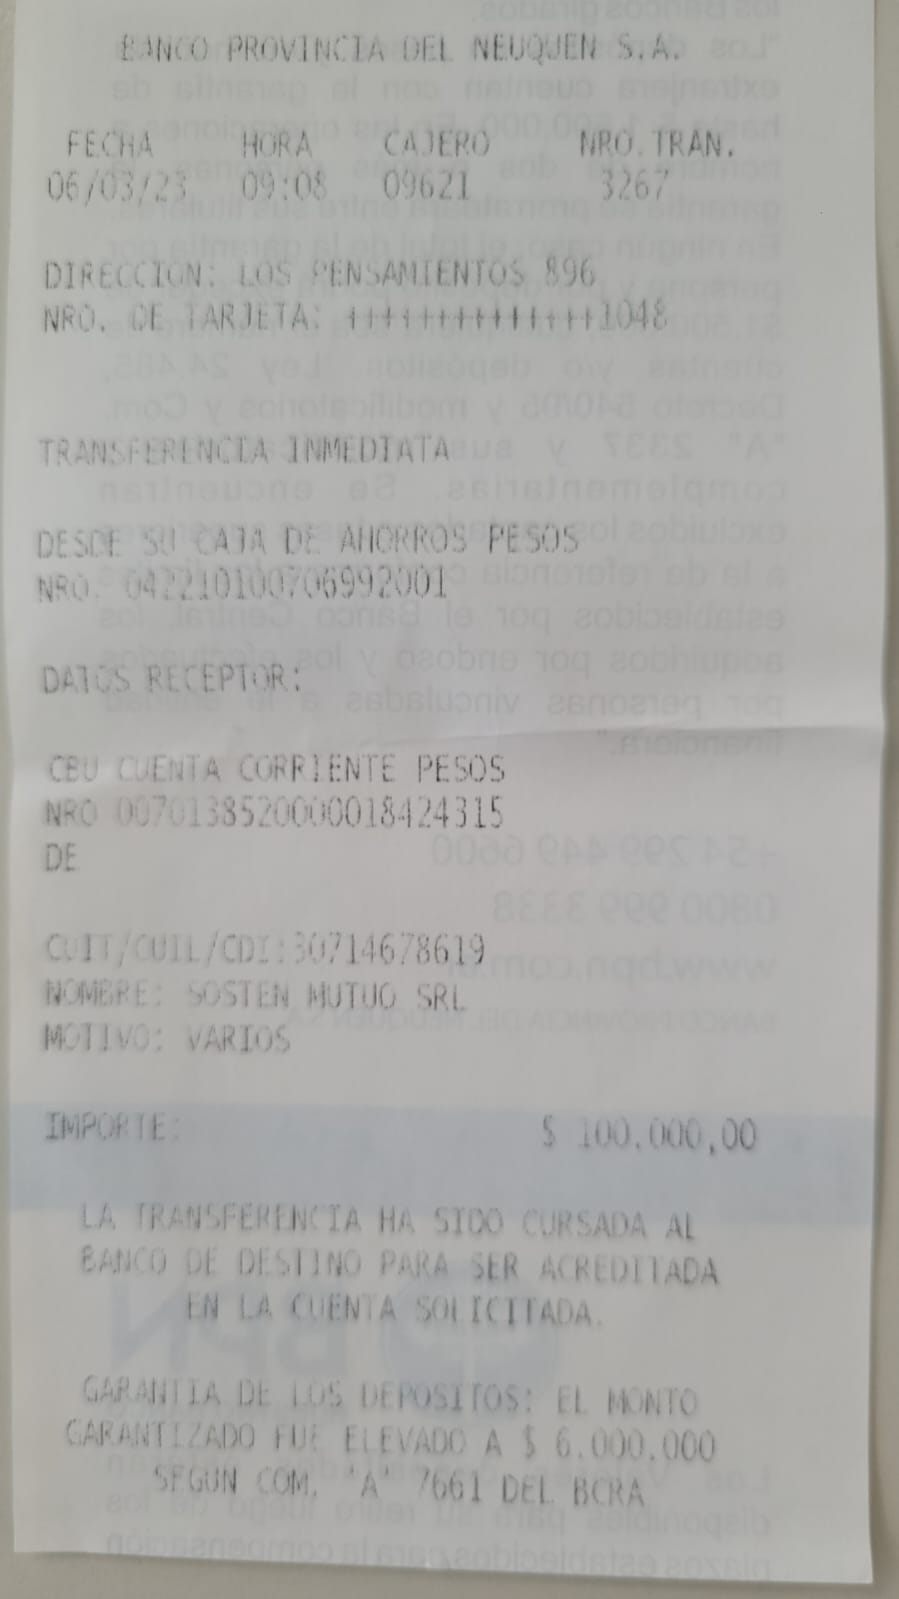 BANCO PROVINCIA DEL NEUQUEN S.A.
FECHA HORA CAJERO NRO.TRAN.
06/03/23 09:08 09621 3267
DIRECCION: LOS PENSAMIENTOS 896
NRO. DE TARJETA: ++++++++++++++1048
TRANSFERENCIA INMEDIATA
DESDE SU CAJA DE AHORROS PESOS
NRO. 042210100706992001
DATOS RECEPTOR:
CBU CUENTA CORRIENTE PESOS
NRO 0070138520000018424315
DE
CUIT/CUIL/CDI:30714678619
NOMBRE: SOSTEN MUTUO SRL
MOTIVO: VARIOS
IMPORTE: $ 100.000,00
LA TRANSFERENCIA HA SIDO CURSADA AL
BANCO DE DESTINO PARA SER ACREDITADA
EN LA CUENTA SOLICITADA.
GARANTIA DE LOS DEPOSITOS: EL MONTO
GARANTIZADO FUE ELEVADO A $ 6.000.000
SEGUN COM. "A" 7661 DEL BCRA